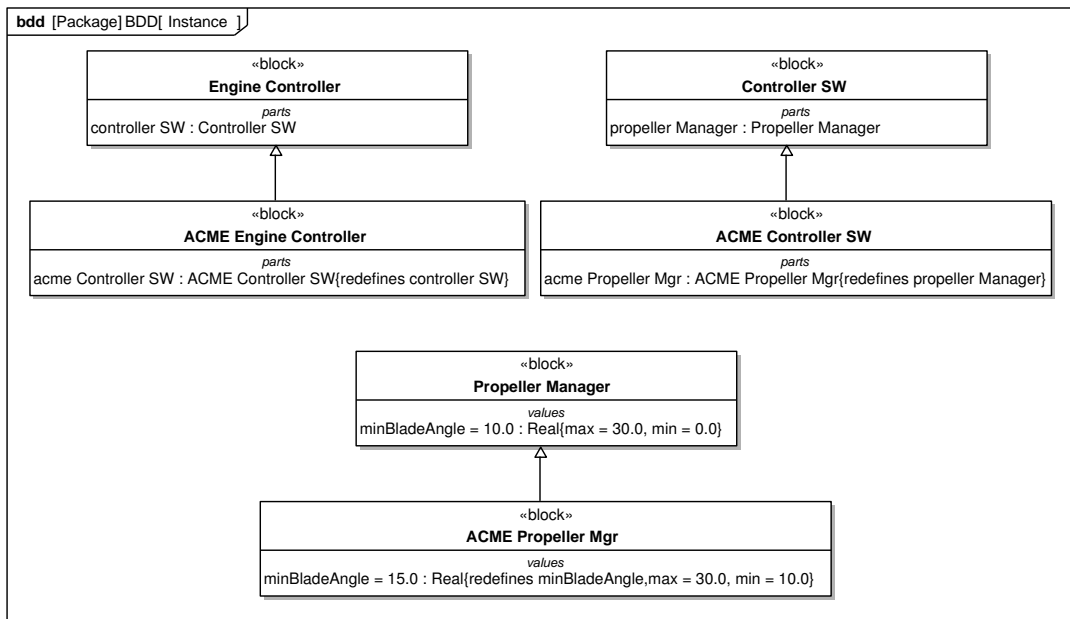 bdd [Package] BDD[ Instance ]
«block»
Engine Controller
parts
controller SW : Controller SW
«block»
Controller SW
parts
propeller Manager : Propeller Manager
«block»
ACME Engine Controller
parts
acme Controller SW : ACME Controller SW{redefines controller SW}
«block»
ACME Controller SW
parts
acme Propeller Mgr : ACME Propeller Mgr{redefines propeller Manager}
«block»
Propeller Manager
values
minBladeAngle = 10.0 : Real{max = 30.0, min = 0.0}
«block»
ACME Propeller Mgr
values
minBladeAngle = 15.0 : Real{redefines minBladeAngle,max = 30.0, min = 10.0}